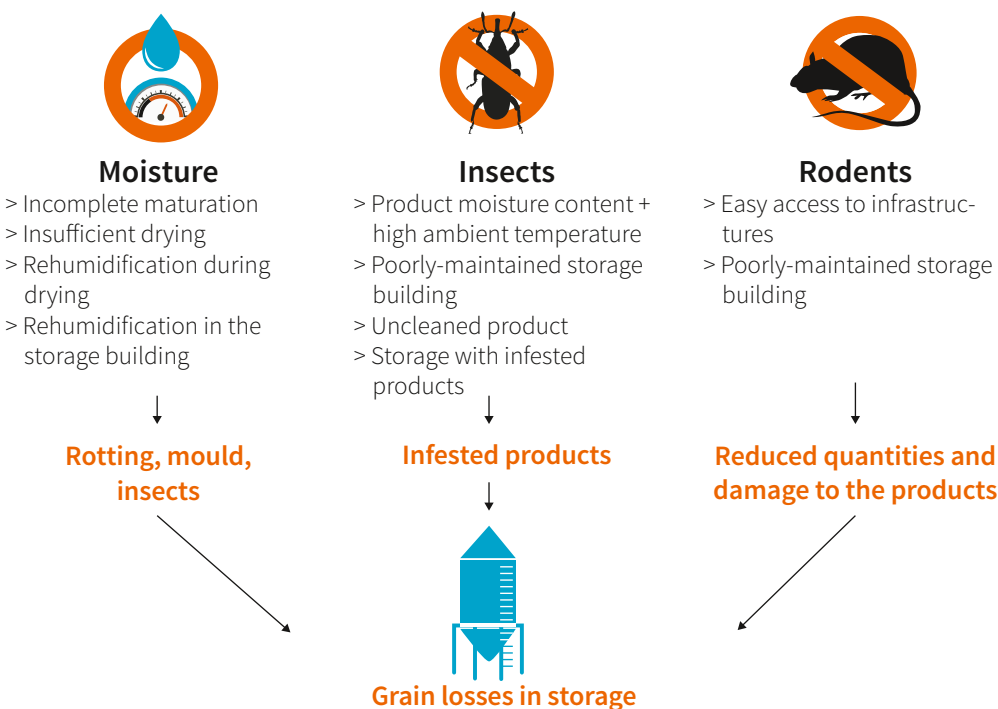 Moisture
> Incomplete maturation
> Insufficient drying
> Rehumidification during
drying
> Rehumidification in the
storage building
Rotting, mould,
insects
Insects
> Product moisture content +
high ambient temperature
> Poorly-maintained storage
building
> Uncleaned product
> Storage with infested
products
Infested products
Rodents
> Easy access to infrastruc-
tures
> Poorly-maintained storage
building
Reduced quantities and
damage to the products
Grain losses in storage